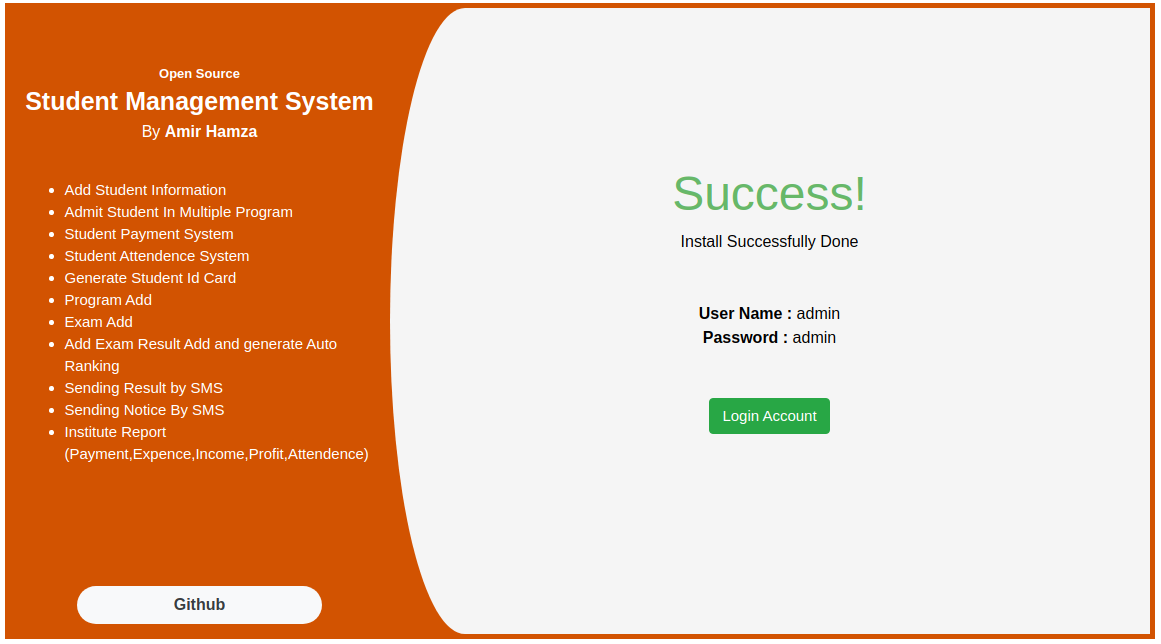 Open Source
Student Management System
By Amir Hamza
Add Student Information
Admit Student In Multiple Program
Student Payment System
Student Attendence System
Generate Student Id Card
Program Add
Exam Add
Add Exam Result Add and generate Auto
Ranking
Sending Result by SMS
Sending Notice By SMS
Institute Report
(Payment,Expence,Income,Profit,Attendence)
Github
Success!
Install Successfully Done
User Name : admin
Password : admin
Login Account